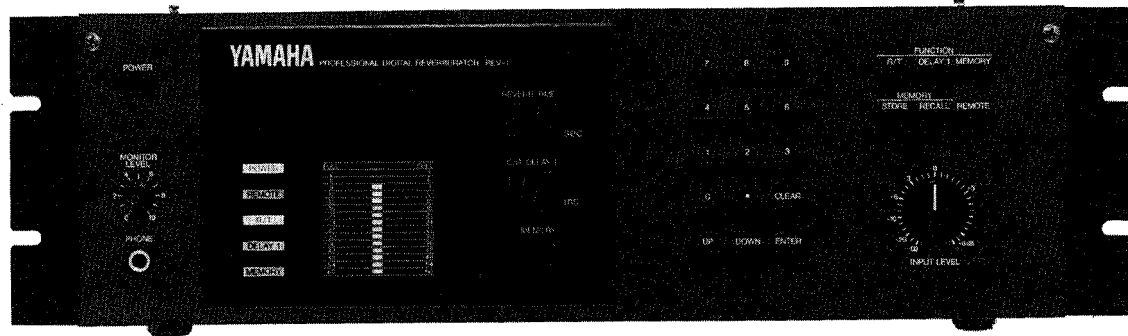 YAMAHA PROFESSIONAL DIGITAL REVERBERATOR REV-1
POWER
MONITOR
LEVEL
PHONE
POWER
REMOTE
R/T
DELAY 1
MEMORY
REVERB TIME
SEC
DELAY 1
MEMORY
7 8 9
4 5 6
1 2 3
0 CLEAR
UP DOWN ENTER
FUNCTION
R/T DELAY 1 MEMORY
MEMORY
STORE RECALL REMOTE
0
INPUT LEVEL